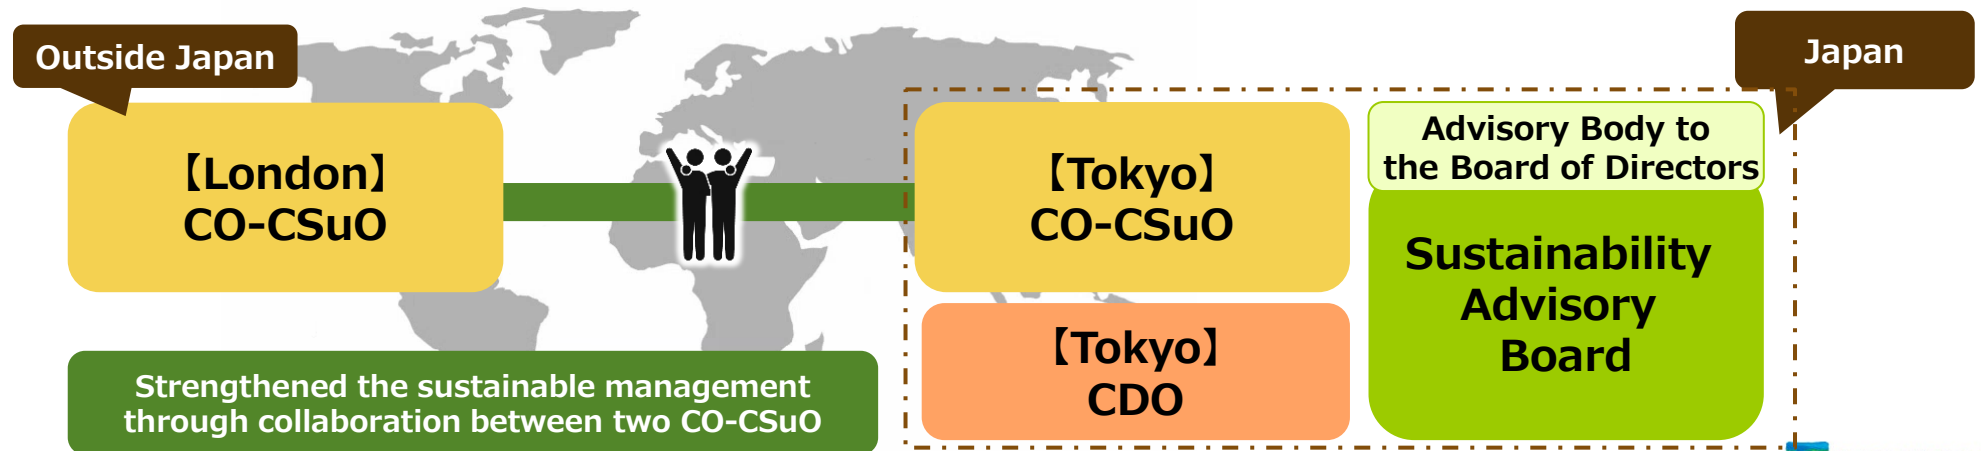 Outside Japan
Japan
【London】
CO-CSuO
【Tokyo】
CO-CSuO
Advisory Body to
the Board of Directors
Sustainability
Advisory
Board
【Tokyo】
CDO
Strengthened the sustainable management
through collaboration between two CO-CSuO